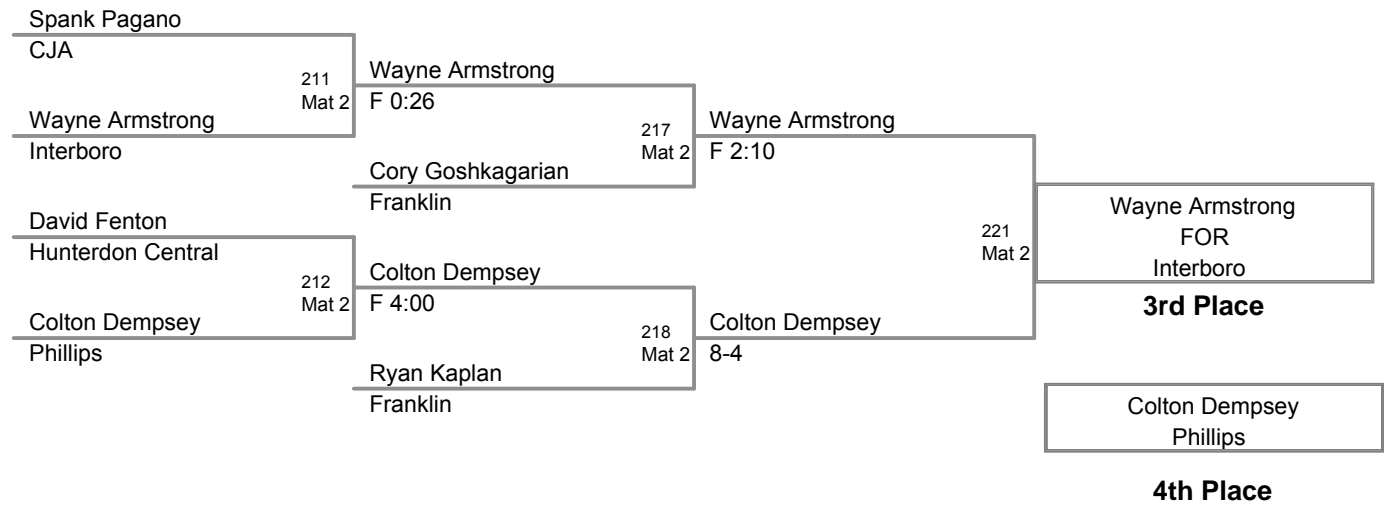 Spank Pagano
CJA
211
Mat 2
Wayne Armstrong
F 0:26
Wayne Armstrong
Interboro
217
Mat 2
Wayne Armstrong
F 2:10
Cory Goshkagarian
Franklin
David Fenton
Hunterdon Central
221
Mat 2
Wayne Armstrong
FOR
Interboro
3rd Place
212
Mat 2
Colton Dempsey
F 4:00
Colton Dempsey
Phillips
218
Mat 2
Colton Dempsey
8-4
Ryan Kaplan
Franklin
Colton Dempsey
Phillips
4th Place